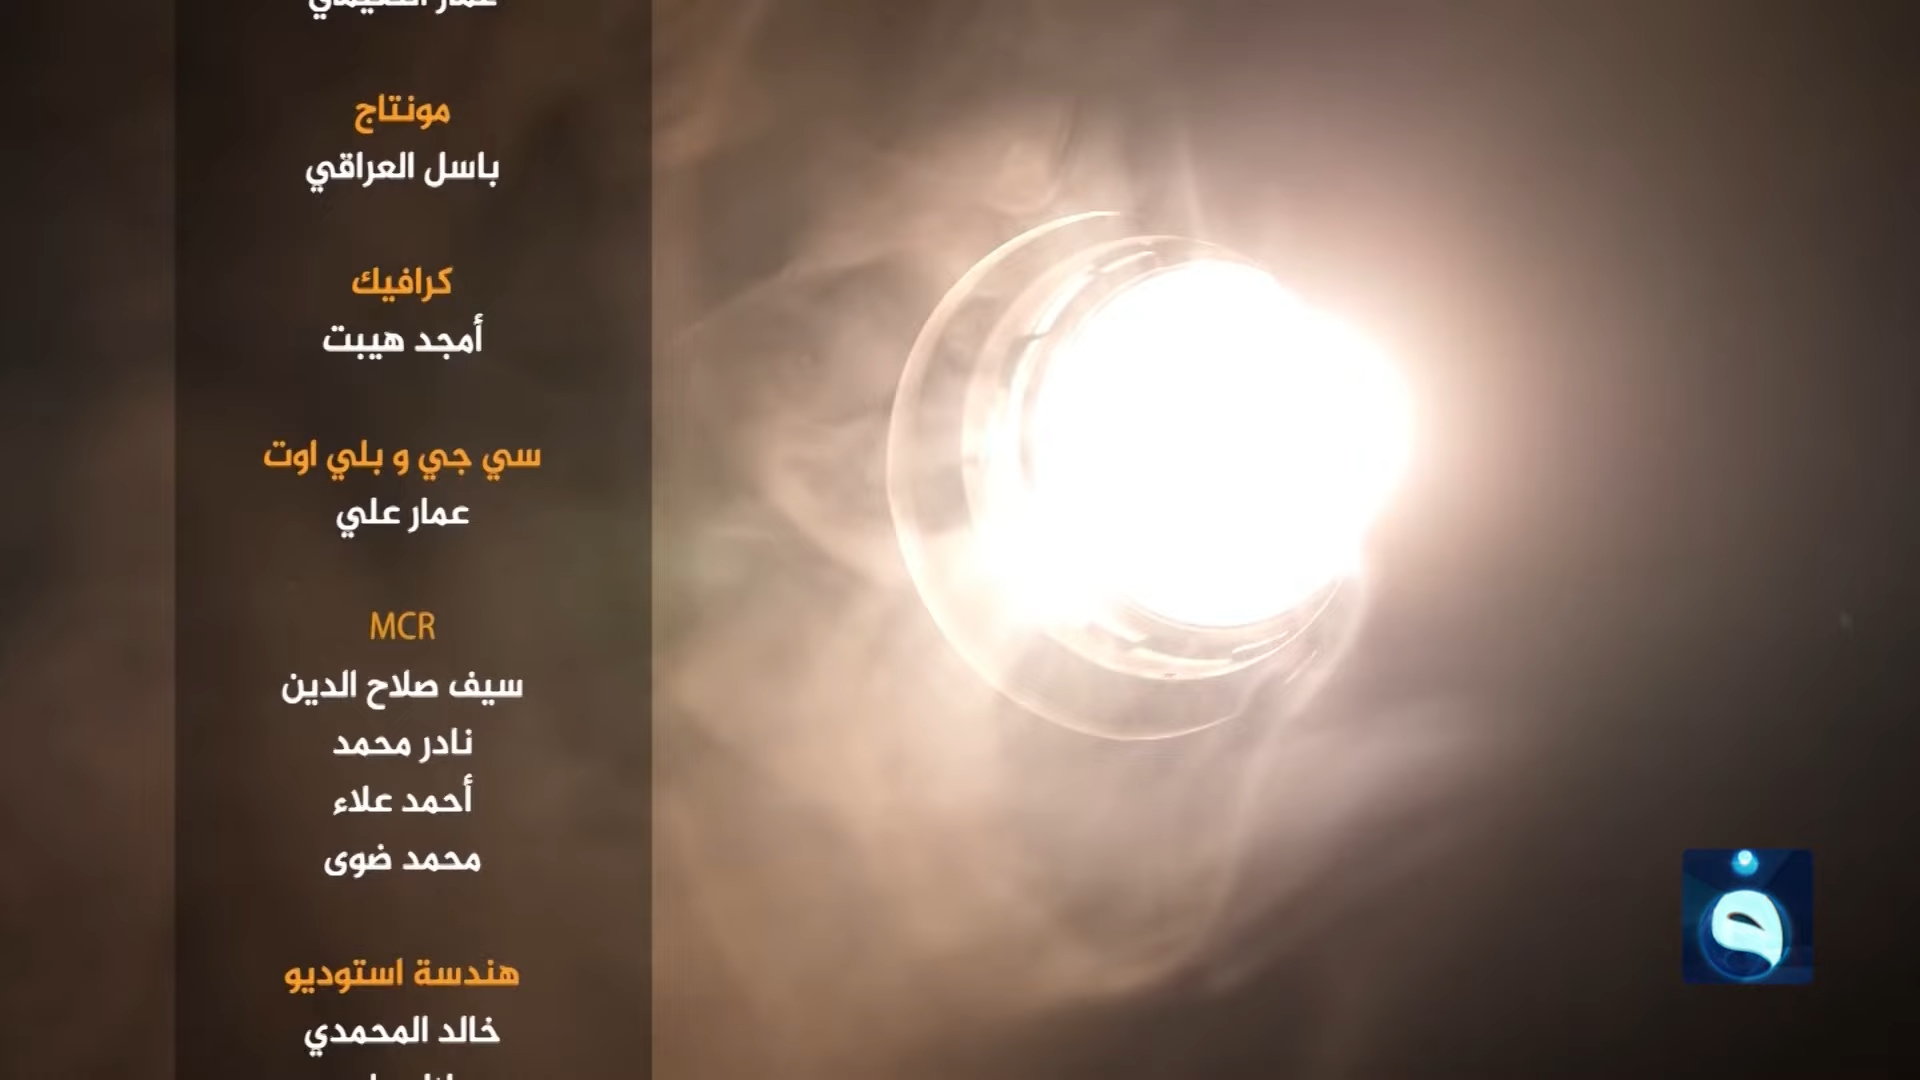 مونتاج
باسل العراقي
كرافيك
أمجد هيبت
سي جي و بلي اوت
عمار علي
MCR
سيف صلاح الدين
نادر محمد
أحمد علاء
محمد ضوى
هندسة استوديو
خالد المحمدي